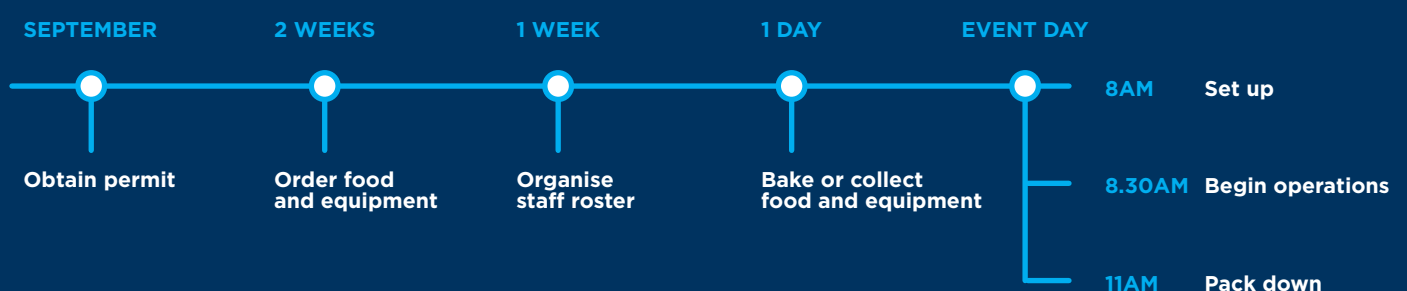 SEPTEMBER
2 WEEKS
1 WEEK
1 DAY
EVENT DAY
Obtain permit
Order food
and equipment
Organise
staff roster
Bake or collect
food and equipment
8AM Set up
8.30AM Begin operations
11AM Pack down